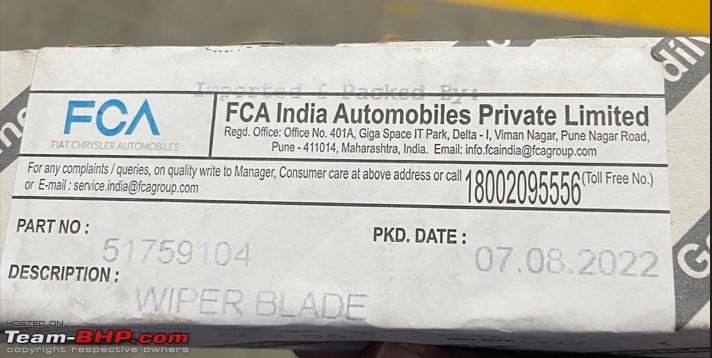 Imported & Packed By:
FCA
FIAT CHRYSLER AUTOMOBILES
FCA India Automobiles Private Limited
Regd. Office: Office No. 401A, Giga Space IT Park, Delta - I, Viman Nagar, Pune Nagar Road,
Pune - 411014, Maharashtra, India. Email: info.fcaindia@fcagroup.com
For any complaints / queries, on quality write to Manager, Consumer care at above address or call 18002095556 (Toll Free No.)
or E-mail : service.india@fcagroup.com
PART NO :
51759104
PKD. DATE :
07.08.2022
DESCRIPTION :
WIPER BLADE
HOSTED ON
Team-BHP.com
copyright respective owners